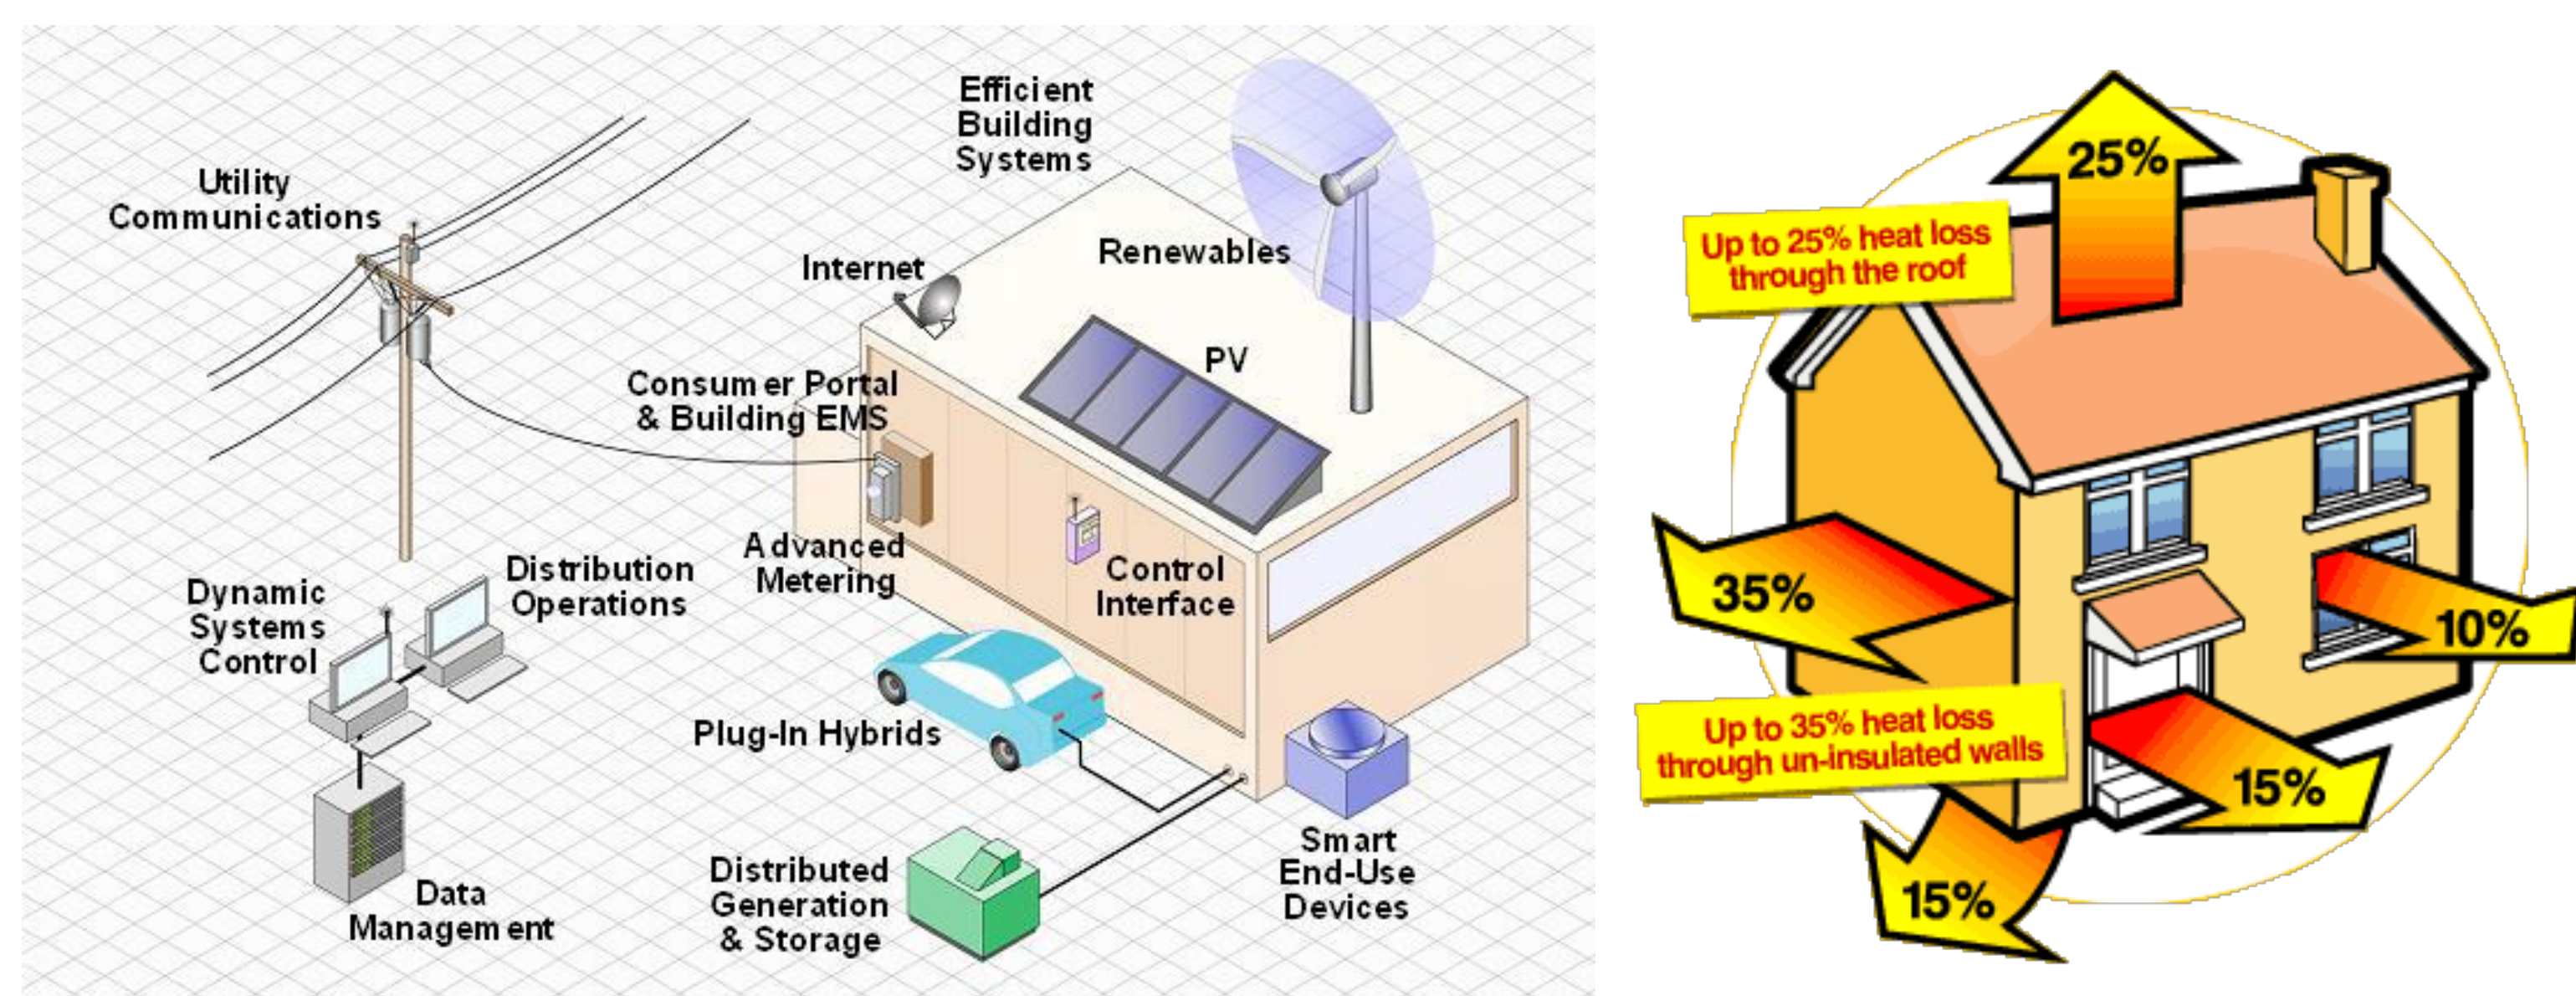 Efficient
Building
Systems
Utility
Communications
Internet
Renewables
PV
Consumer Portal
& Building EMS
Advanced
Metering
Control
Interface
Distribution
Operations
Dynamic
Systems
Control
Plug-In Hybrids
Data
Management
Distributed
Generation
& Storage
Smart
End-Use
Devices
25%
Up to 25% heat loss
through the roof
35%
10%
Up to 35% heat loss
through un-insulated walls
15%
15%